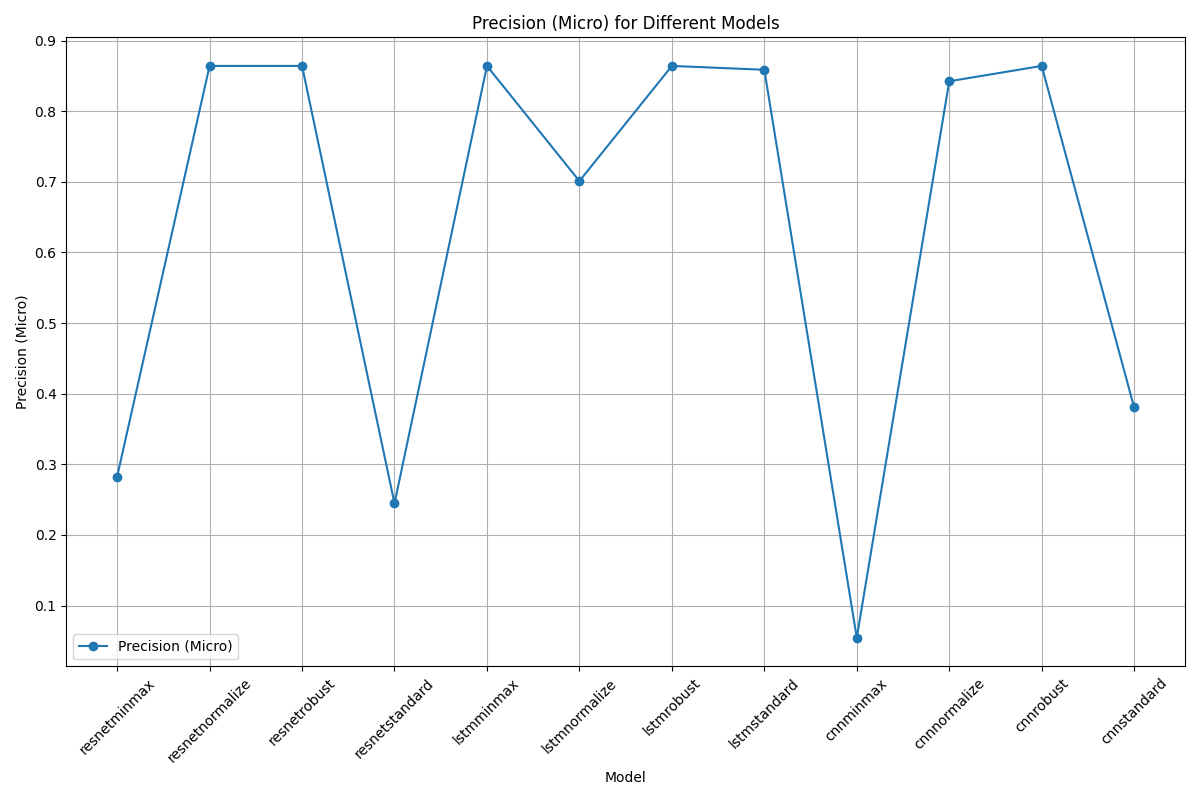 Precision (Micro) for Different Models
Precision (Micro)
0.9
0.8
0.7
0.6
0.5
0.4
0.3
0.2
0.1
Precision (Micro)
resnetminmax
resnetnormalize
resnetrobust
resnetstandard
lstmminmax
lstmnormalize
lstmrobust
lstmstandard
cnnminmax
cnnnormalize
cnnrobust
cnnstandard
Model